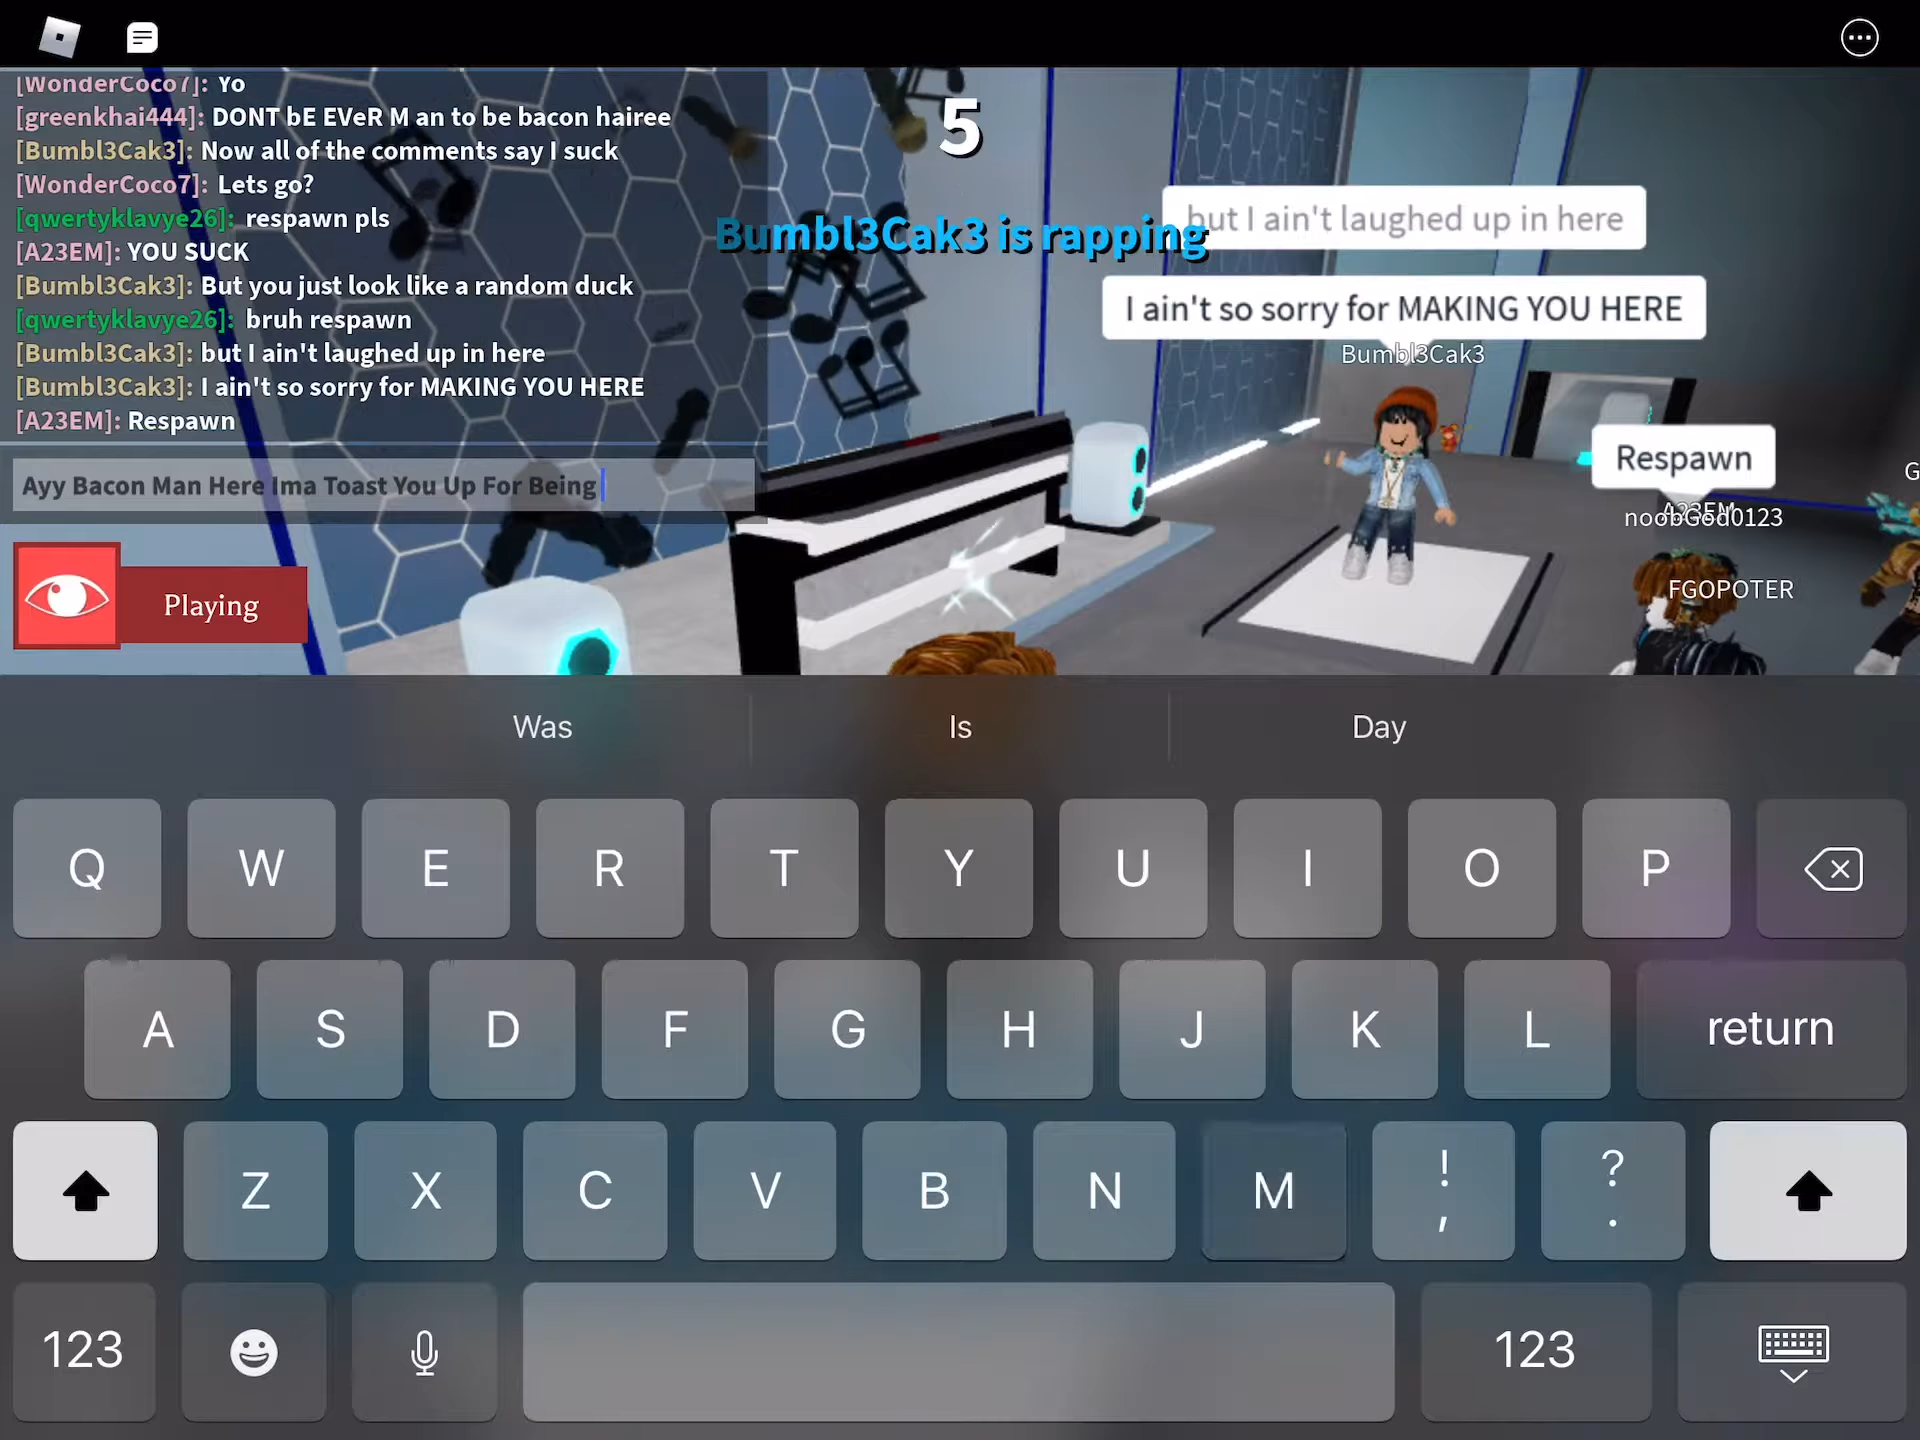 [WonderCoco7]: Yo
[greenkhai444]: DONT bE EVeR M an to be bacon hairee
[Bumbl3Cak3]: Now all of the comments say I suck
[WonderCoco7]: Lets go?
[qwertyklavye26]: respawn pls
[A23EM]: YOU SUCK
[Bumbl3Cak3]: But you just look like a random duck
[qwertyklavye26]: bruh respawn
[Bumbl3Cak3]: but I ain't laughed up in here
[Bumbl3Cak3]: I ain't so sorry for MAKING YOU HERE
[A23EM]: Respawn
Ayy Bacon Man Here Ima Toast You Up For Being
Playing
5
Bumbl3Cak3 is rapping
but I ain't laughed up in here
I ain't so sorry for MAKING YOU HERE
Bumbl3Cak3
Respawn
A23EM
noobGod0123
FGOPOTER
G
Was Is Day
Q W E R T Y U I O P
A S D F G H J K L return
Z X C V B N M ! , ? .
123 123